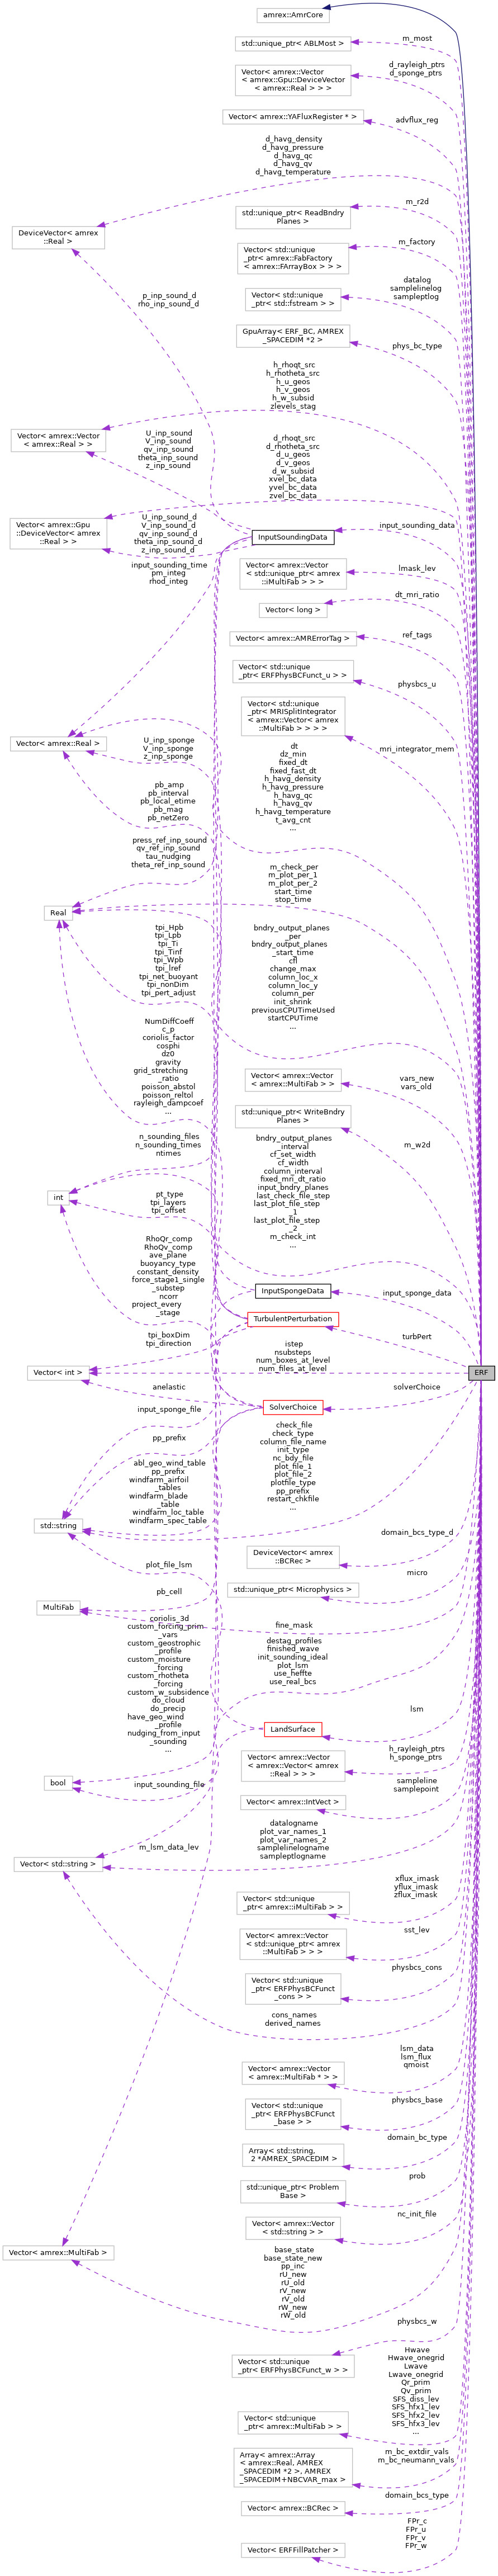 amrex::AmrCore
m_most
std::unique_ptr< ABLMost >
d_rayleigh_ptrs
d_sponge_ptrs
Vector< amrex::Vector
< amrex::Gpu::DeviceVector
< amrex::Real > > >
advflux_reg
Vector< amrex::YAFluxRegister * >
d_havg_density
d_havg_pressure
d_havg_qc
d_havg_qv
d_havg_temperature
m_r2d
std::unique_ptr< ReadBndry
Planes >
DeviceVector< amrex
::Real >
m_factory
Vector< std::unique
_ptr< amrex::FabFactory
< amrex::FArrayBox > > >
datalog
samplelinelog
sampleptlog
Vector< std::unique
_ptr< std::fstream > >
p_inp_sound_d
rho_inp_sound_d
GpuArray< ERF_BC, AMREX
_SPACEDIM *2 >
phys_bc_type
h_rhoqt_src
h_rhotheta_src
h_u_geos
h_v_geos
h_w_subsid
zlevels_stag
Vector< amrex::Vector
< amrex::Real > >
U_inp_sound
V_inp_sound
qv_inp_sound
theta_inp_sound
z_inp_sound
d_rhoqt_src
d_rhotheta_src
d_u_geos
d_v_geos
d_w_subsid
xvel_bc_data
yvel_bc_data
zvel_bc_data
Vector< amrex::Gpu
::DeviceVector< amrex
::Real > >
U_inp_sound_d
V_inp_sound_d
qv_inp_sound_d
theta_inp_sound_d
z_inp_sound_d
input_sounding_data
InputSoundingData
input_sounding_time
pm_integ
rhod_integ
Vector< amrex::Vector
< std::unique_ptr< amrex
::iMultiFab > > >
lmask_lev
dt_mri_ratio
Vector< long >
ref_tags
Vector< amrex::AMRErrorTag >
Vector< std::unique
_ptr< ERFPhysBCFunct_u > >
physbcs_u
Vector< std::unique
_ptr< MRISplitIntegrator
< amrex::Vector< amrex
::MultiFab > > > >
mri_integrator_mem
Vector< amrex::Real >
U_inp_sponge
V_inp_sponge
z_inp_sponge
dt
dz_min
fixed_dt
fixed_fast_dt
h_havg_density
h_havg_pressure
h_havg_qc
h_havg_qv
h_havg_temperature
t_avg_cnt
...
pb_amp
pb_interval
pb_local_etime
pb_mag
pb_netZero
press_ref_inp_sound
qv_ref_inp_sound
tau_nudging
theta_ref_inp_sound
m_check_per
m_plot_per_1
m_plot_per_2
start_time
stop_time
Real
tpi_Hpb
tpi_Lpb
tpi_Ti
tpi_Tinf
tpi_Wpb
tpi_lref
tpi_net_buoyant
tpi_nonDim
tpi_pert_adjust
bndry_output_planes
_per
bndry_output_planes
_start_time
cfl
change_max
column_loc_x
column_loc_y
column_per
init_shrink
previousCPUTimeUsed
startCPUTime
...
NumDiffCoeff
c_p
coriolis_factor
cosphi
dz0
gravity
grid_stretching
_ratio
poisson_abstol
poisson_reltol
rayleigh_dampcoef
...
Vector< amrex::Vector
< amrex::MultiFab > >
vars_new
vars_old
std::unique_ptr< WriteBndry
Planes >
m_w2d
n_sounding_files
n_sounding_times
ntimes
bndry_output_planes
_interval
cf_set_width
cf_width
column_interval
fixed_mri_dt_ratio
input_bndry_planes
last_check_file_step
last_plot_file_step
_1
last_plot_file_step
_2
m_check_int
...
int
pt_type
tpi_layers
tpi_offset
RhoQr_comp
RhoQv_comp
ave_plane
buoyancy_type
constant_density
force_stage1_single
_substep
ncorr
project_every
_stage
InputSpongeData
input_sponge_data
TurbulentPerturbation
turbPert
tpi_boxDim
tpi_direction
istep
nsubsteps
num_boxes_at_level
num_files_at_level
ERF
Vector< int >
anelastic
solverChoice
SolverChoice
input_sponge_file
check_file
check_type
column_file_name
init_type
nc_bdy_file
plot_file_1
plot_file_2
plotfile_type
pp_prefix
restart_chkfile
...
pp_prefix
abl_geo_wind_table
pp_prefix
windfarm_airfoil
_tables
windfarm_blade
_table
windfarm_loc_table
windfarm_spec_table
std::string
domain_bcs_type_d
DeviceVector< amrex
::BCRec >
plot_file_lsm
micro
std::unique_ptr< Microphysics >
pb_cell
MultiFab
fine_mask
coriolis_3d
custom_forcing_prim
_vars
custom_geostrophic
_profile
custom_moisture
_forcing
custom_rhotheta
_forcing
custom_w_subsidence
do_cloud
do_precip
have_geo_wind
_profile
nudging_from_input
_sounding
...
destag_profiles
finished_wave
init_sounding_ideal
plot_lsm
use_heffte
use_real_bcs
lsm
LandSurface
h_rayleigh_ptrs
h_sponge_ptrs
Vector< amrex::Vector
< amrex::Vector< amrex
::Real > > >
bool
input_sounding_file
sampleline
samplepoint
Vector< amrex::IntVect >
datalogname
plot_var_names_1
plot_var_names_2
samplelinelogname
sampleptlogname
m_lsm_data_lev
Vector< std::string >
xflux_imask
yflux_imask
zflux_imask
Vector< std::unique
_ptr< amrex::iMultiFab > >
sst_lev
Vector< amrex::Vector
< std::unique_ptr< amrex
::MultiFab > > >
physbcs_cons
Vector< std::unique
_ptr< ERFPhysBCFunct
_cons > >
cons_names
derived_names
lsm_data
lsm_flux
qmoist
Vector< amrex::Vector
< amrex::MultiFab * > >
physbcs_base
Vector< std::unique
_ptr< ERFPhysBCFunct
_base > >
domain_bc_type
Array< std::string,
2 *AMREX_SPACEDIM >
prob
std::unique_ptr< Problem
Base >
nc_init_file
Vector< amrex::Vector
< std::string > >
Vector< amrex::MultiFab >
base_state
base_state_new
pp_inc
rU_new
rU_old
rV_new
rV_old
rW_new
rW_old
physbcs_w
Vector< std::unique
_ptr< ERFPhysBCFunct_w > >
Hwave
Hwave_onegrid
Lwave
Lwave_onegrid
Qr_prim
Qv_prim
SFS_diss_lev
SFS_hfx1_lev
SFS_hfx2_lev
SFS_hfx3_lev
...
Vector< std::unique
_ptr< amrex::MultiFab > >
m_bc_extdir_vals
m_bc_neumann_vals
Array< amrex::Array
< amrex::Real, AMREX
_SPACEDIM *2 >, AMREX
_SPACEDIM+NBCVAR_max >
domain_bcs_type
Vector< amrex::BCRec >
FPr_c
FPr_u
FPr_v
FPr_w
Vector< ERFFillPatcher >